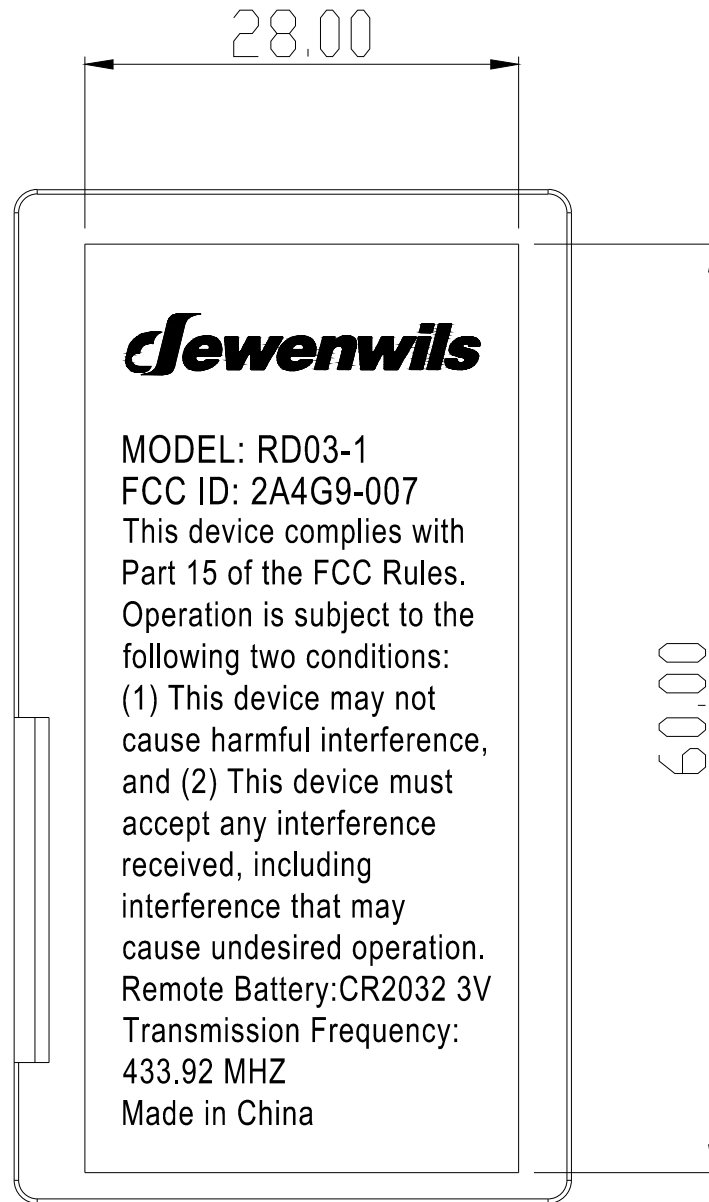 28.00
dewenwils
MODEL: RD03-1
FCC ID: 2A4G9-007
This device complies with
Part 15 of the FCC Rules.
Operation is subject to the
following two conditions:
(1) This device may not
cause harmful interference,
and (2) This device must
accept any interference
received, including
interference that may
cause undesired operation.
Remote Battery:CR2032 3V
Transmission Frequency:
433.92 MHZ
Made in China
60.00